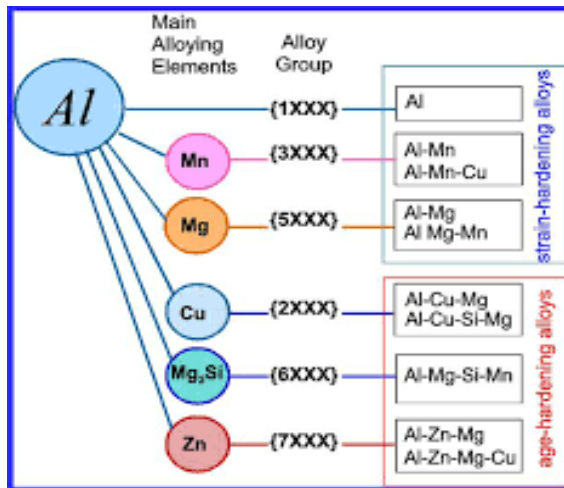 Main
Alloying
Elements
Alloy
Group
Al
{1XXX}
Al
Mn
{3XXX}
Al-Mn
Al-Mn-Cu
Mg
{5XXX}
Al-Mg
Al Mg-Mn
strain-hardening alloys
Cu
{2XXX}
Al-Cu-Mg
Al-Cu-Si-Mg
Mg₂Si
{6XXX}
Al-Mg-Si-Mn
Zn
{7XXX}
Al-Zn-Mg
Al-Zn-Mg-Cu
age-hardening alloys